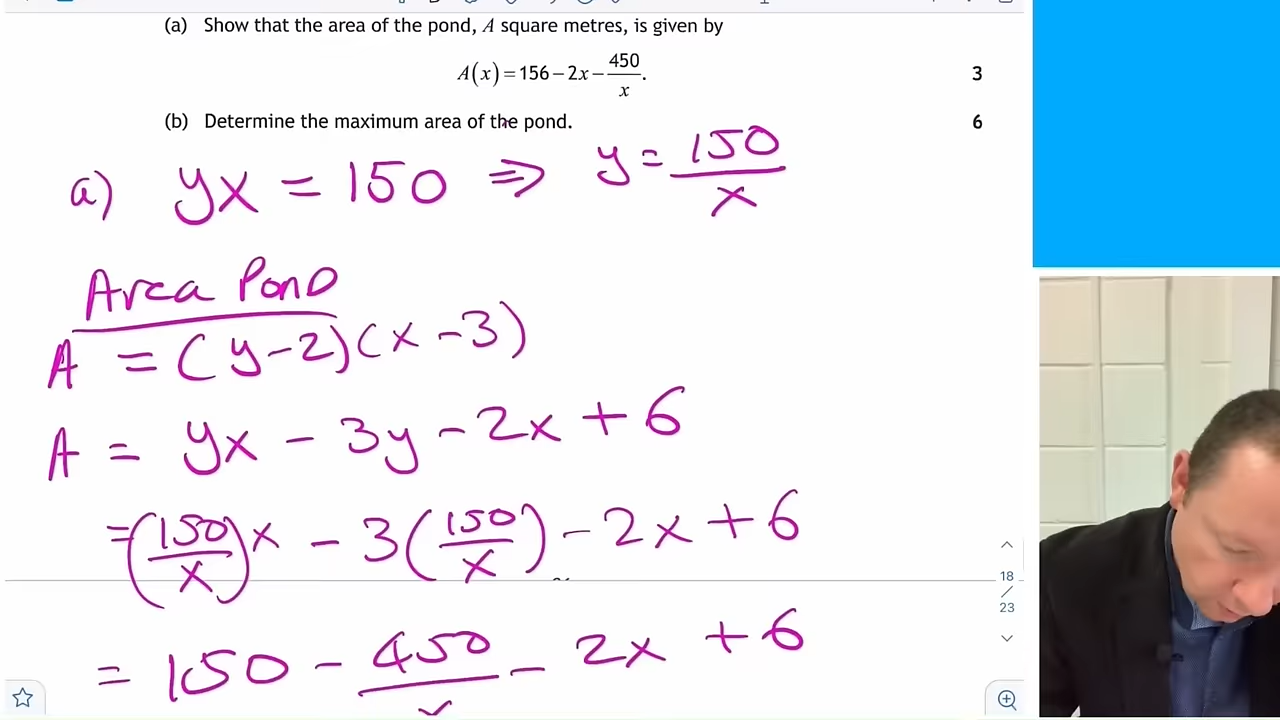 (a) Show that the area of the pond, A square metres, is given by
A(x) = 156 − 2x − 450/x. 3
(b) Determine the maximum area of the pond. 6
a) yx = 150 ⇒ y = 150/x
Area Pond
A = (y-2)(x-3)
A = yx - 3y - 2x + 6
= (150/x)x - 3(150/x) - 2x + 6
= 150 - 450/x - 2x + 6
18
/
23